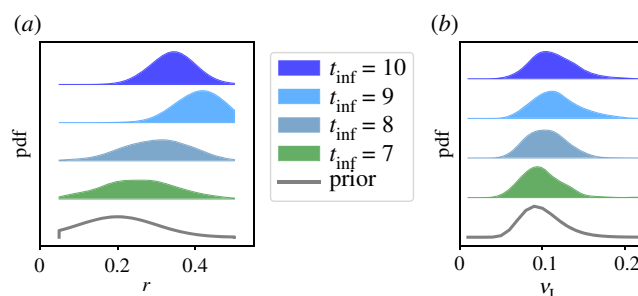 (a)
pdf
0 0.2 0.4
r
t_inf = 10
t_inf = 9
t_inf = 8
t_inf = 7
prior
(b)
pdf
0 0.1 0.2
ν_L